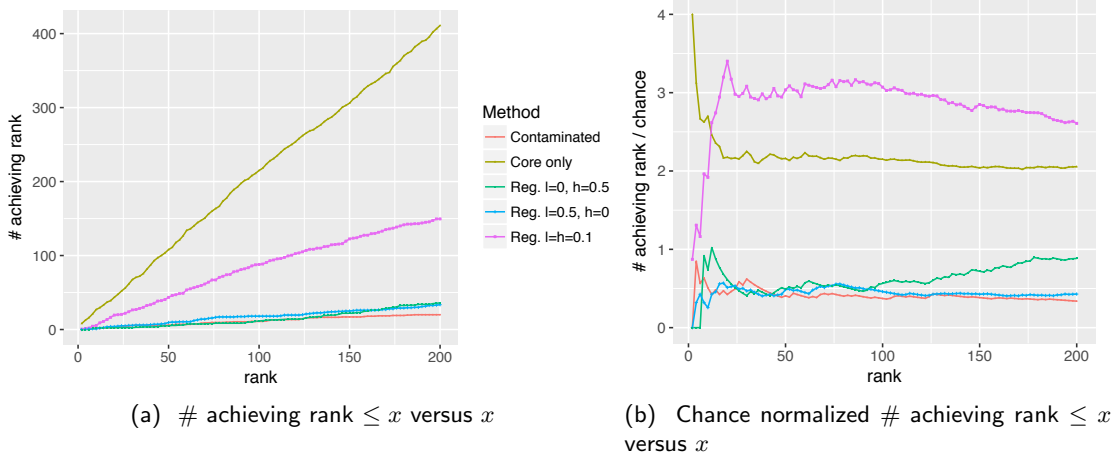 # achieving rank
400
300
200
100
0
0
50
100
150
200
rank
Method
Contaminated
Core only
Reg. l=0, h=0.5
Reg. l=0.5, h=0
Reg. l=h=0.1
# achieving rank / chance
4
3
2
1
0
0
50
100
150
200
rank
(a) # achieving rank ≤ x versus x
(b) Chance normalized # achieving rank ≤ x
versus x